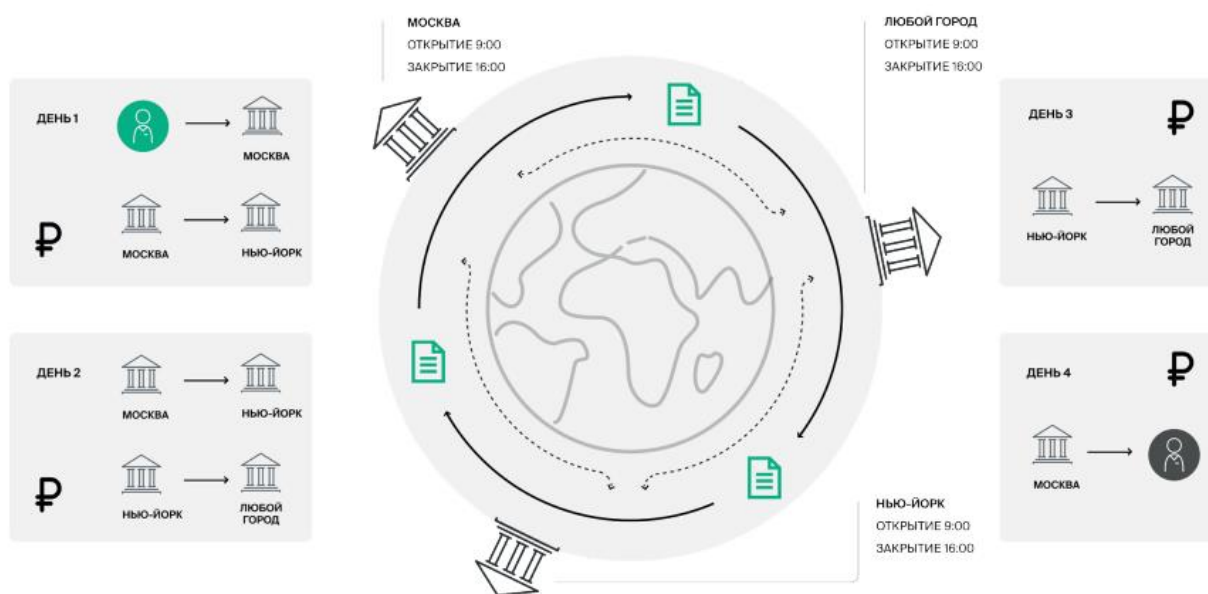 МОСКВА
ОТКРЫТИЕ 9:00
ЗАКРЫТИЕ 16:00
ЛЮБОЙ ГОРОД
ОТКРЫТИЕ 9:00
ЗАКРЫТИЕ 16:00
ДЕНЬ 1
МОСКВА
₽
МОСКВА
НЬЮ-ЙОРК
ДЕНЬ 2
МОСКВА
НЬЮ-ЙОРК
₽
НЬЮ-ЙОРК
ЛЮБОЙ
ГОРОД
ДЕНЬ 3
₽
НЬЮ-ЙОРК
ЛЮБОЙ
ГОРОД
ДЕНЬ 4
₽
МОСКВА
НЬЮ-ЙОРК
ОТКРЫТИЕ 9:00
ЗАКРЫТИЕ 16:00